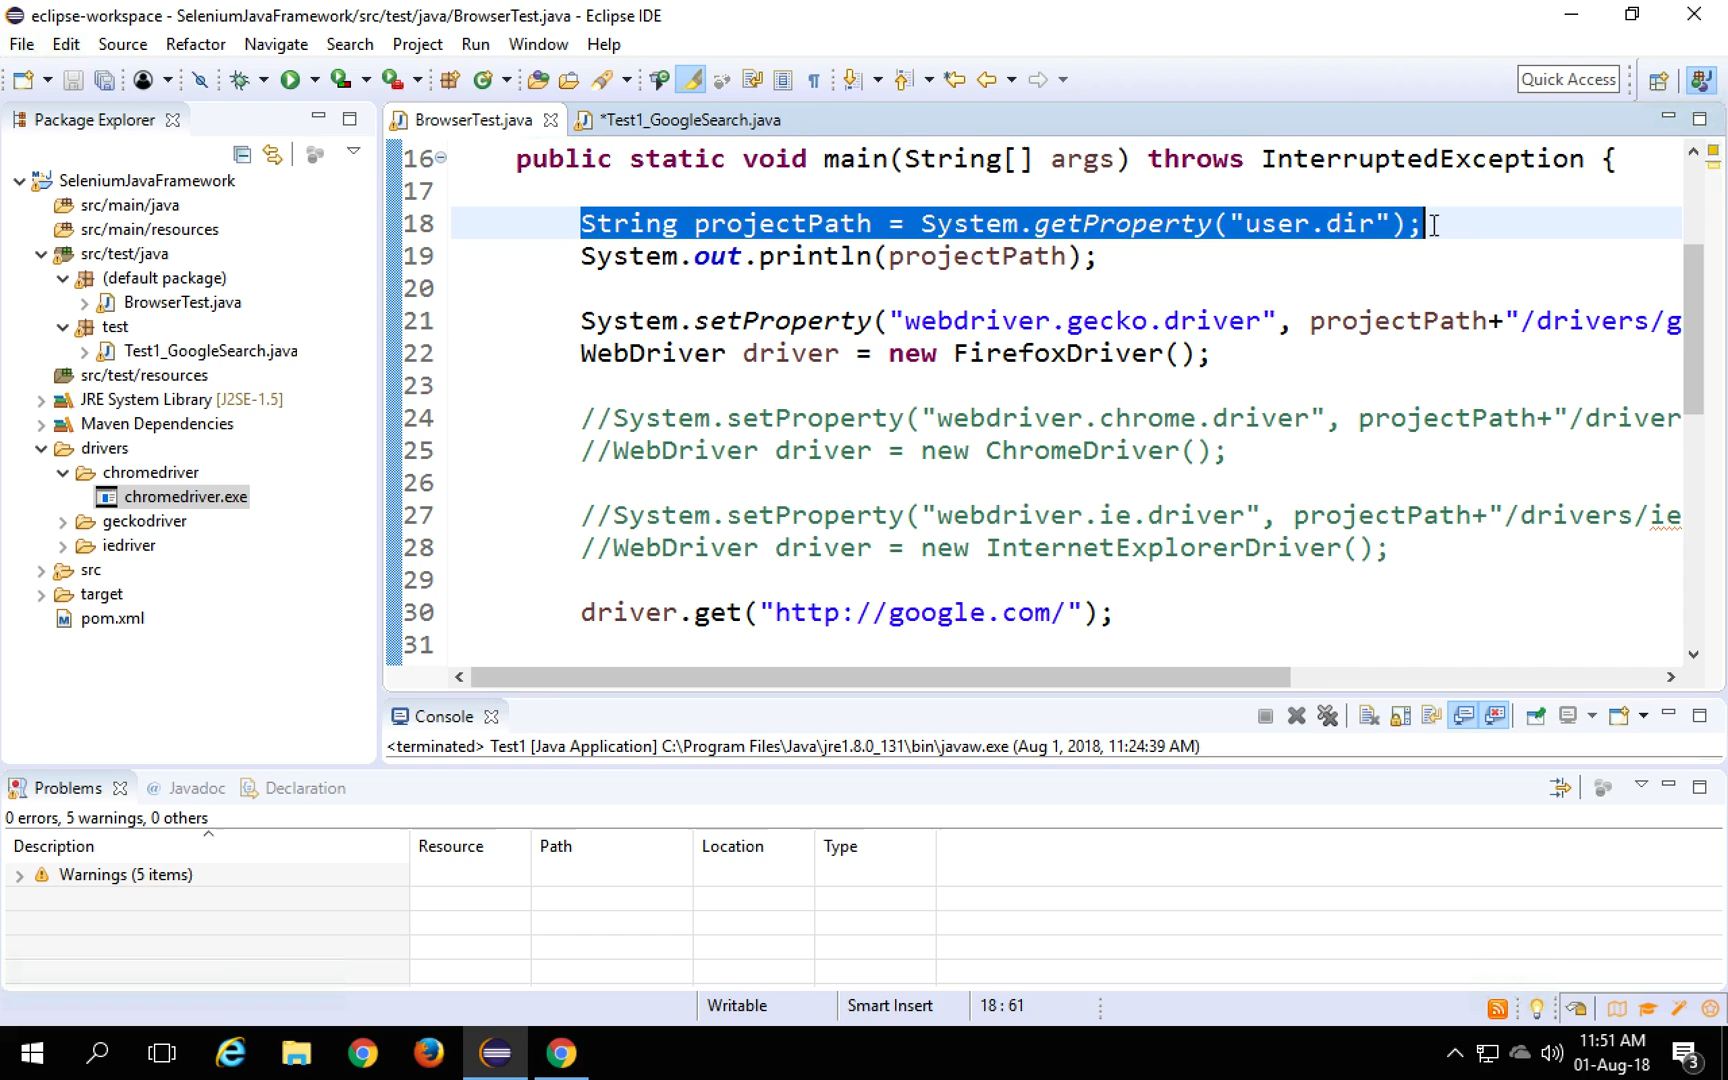 eclipse-workspace - SeleniumJavaFramework/src/test/java/BrowserTest.java - Eclipse IDE
File Edit Source Refactor Navigate Search Project Run Window Help
Quick Access
Package Explorer
SeleniumJavaFramework
src/main/java
src/main/resources
src/test/java
(default package)
BrowserTest.java
test
Test1_GoogleSearch.java
src/test/resources
JRE System Library [J2SE-1.5]
Maven Dependencies
drivers
chromedriver
chromedriver.exe
geckodriver
iedriver
src
target
pom.xml
BrowserTest.java *Test1_GoogleSearch.java
16 public static void main(String[] args) throws InterruptedException {
17
18 String projectPath = System.getProperty("user.dir");
19 System.out.println(projectPath);
20
21 System.setProperty("webdriver.gecko.driver", projectPath+"/drivers/g
22 WebDriver driver = new FirefoxDriver();
23
24 //System.setProperty("webdriver.chrome.driver", projectPath+"/driver
25 //WebDriver driver = new ChromeDriver();
26
27 //System.setProperty("webdriver.ie.driver", projectPath+"/drivers/ie
28 //WebDriver driver = new InternetExplorerDriver();
29
30 driver.get("http://google.com/");
31
Console
<terminated> Test1 [Java Application] C:\Program Files\Java\jre1.8.0_131\bin\javaw.exe (Aug 1, 2018, 11:24:39 AM)
Problems @ Javadoc Declaration
0 errors, 5 warnings, 0 others
Description Resource Path Location Type
Warnings (5 items)
Writable Smart Insert 18 : 61
11:51 AM
01-Aug-18
3